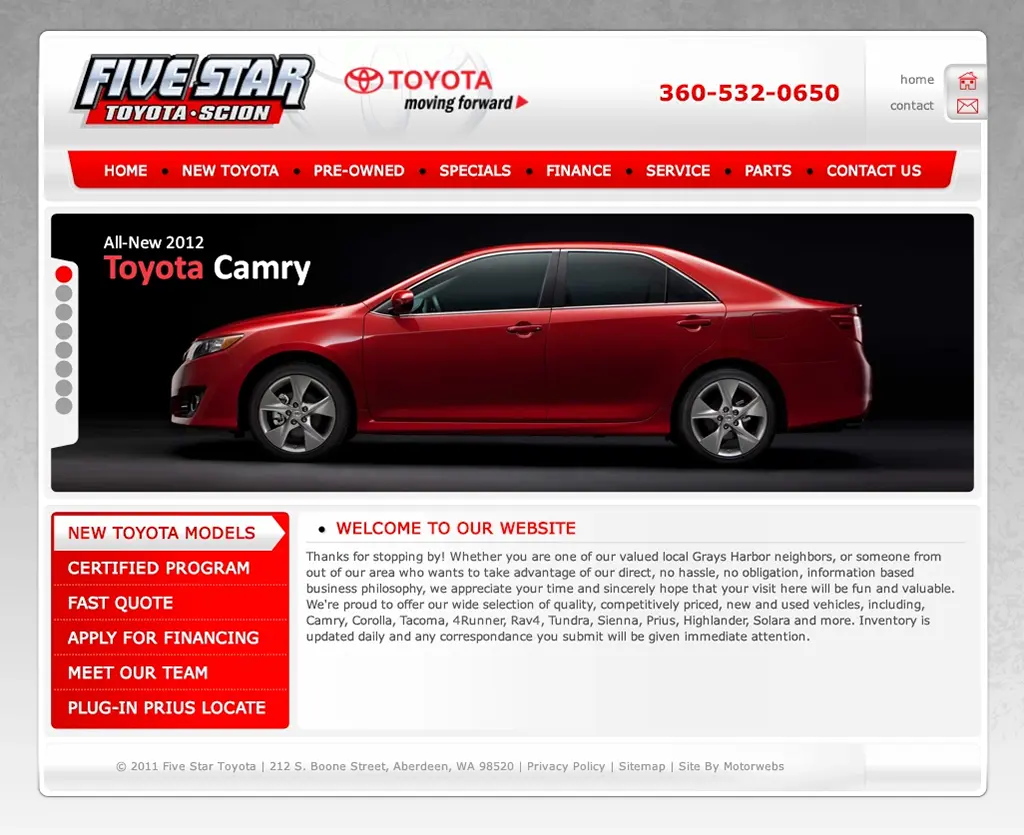 FIVE STAR
TOYOTA · SCION
TOYOTA
moving forward
360-532-0650
home
contact
HOME • NEW TOYOTA • PRE-OWNED • SPECIALS • FINANCE • SERVICE • PARTS • CONTACT US
All-New 2012
Toyota Camry
NEW TOYOTA MODELS
CERTIFIED PROGRAM
FAST QUOTE
APPLY FOR FINANCING
MEET OUR TEAM
PLUG-IN PRIUS LOCATE
• WELCOME TO OUR WEBSITE
Thanks for stopping by! Whether you are one of our valued local Grays Harbor neighbors, or someone from
out of our area who wants to take advantage of our direct, no hassle, no obligation, information based
business philosophy, we appreciate your time and sincerely hope that your visit here will be fun and valuable.
We're proud to offer our wide selection of quality, competitively priced, new and used vehicles, including,
Camry, Corolla, Tacoma, 4Runner, Rav4, Tundra, Sienna, Prius, Highlander, Solara and more. Inventory is
updated daily and any correspondance you submit will be given immediate attention.
© 2011 Five Star Toyota | 212 S. Boone Street, Aberdeen, WA 98520 | Privacy Policy | Sitemap | Site By Motorwebs